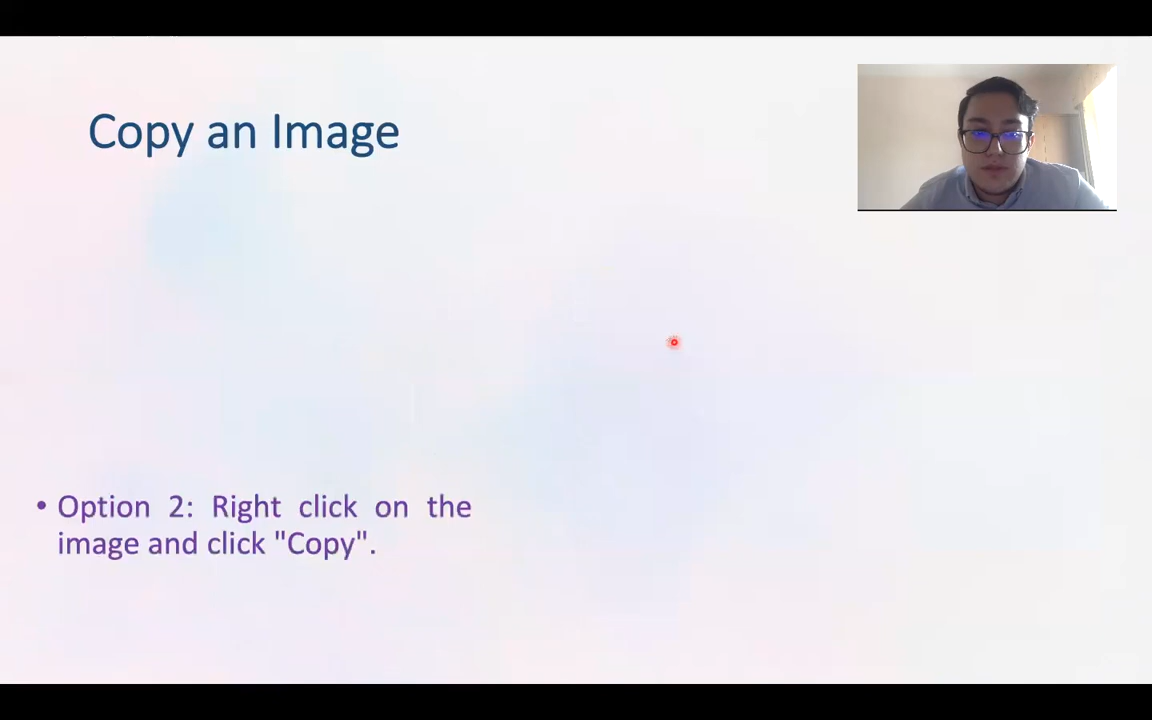 Copy an Image
• Option 2: Right click on the
image and click "Copy".